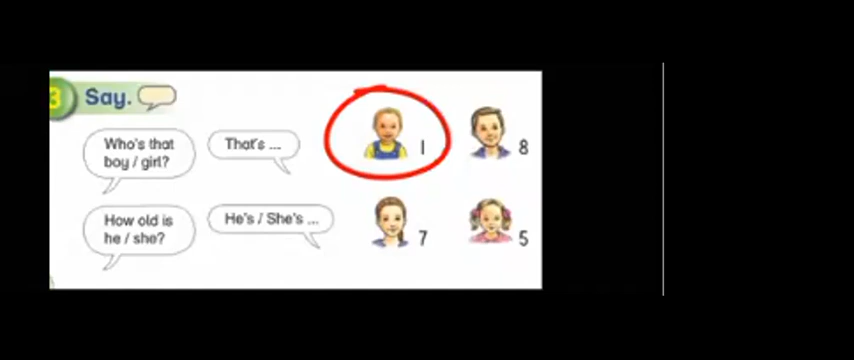 3 Say.
Who's that
boy / girl?
That's ...
1
8
How old is
he / she?
He's / She's ...
7
5